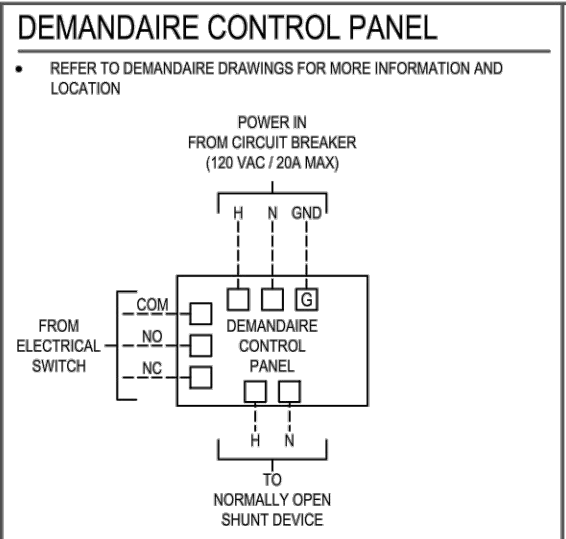 DEMANDAIRE CONTROL PANEL
• REFER TO DEMANDAIRE DRAWINGS FOR MORE INFORMATION AND
LOCATION
POWER IN
FROM CIRCUIT BREAKER
(120 VAC / 20A MAX)
H N GND
G
COM
NO
NC
FROM
ELECTRICAL
SWITCH
DEMANDAIRE
CONTROL
PANEL
H N
TO
NORMALLY OPEN
SHUNT DEVICE